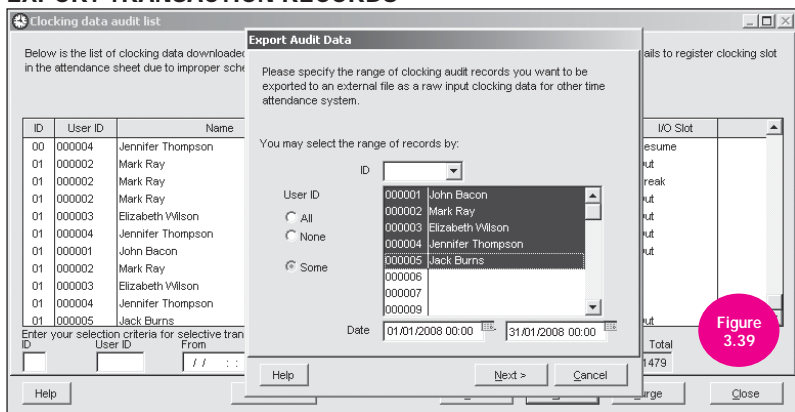 EXPORT TRANSACTION RECORDS
Clocking data audit list
Below is the list of clocking data downloaded
ails to register clocking slot
in the attendance sheet due to improper sche
Export Audit Data
Please specify the range of clocking audit records you want to be
exported to an external file as a raw input clocking data for other time
attendance system.
You may select the range of records by:
ID
User ID
All
None
Some
000001 John Bacon
000002 Mark Ray
000003 Elizabeth Wilson
000004 Jennifer Thompson
000005 Jack Burns
000006
000007
000009
Date 01/01/2008 00:00 31/01/2008 00:00
Help Next > Cancel
ID User ID Name I/O Slot
00 000004 Jennifer Thompson esume
01 000002 Mark Ray ut
01 000002 Mark Ray reak
01 000002 Mark Ray ut
01 000003 Elizabeth Wilson ut
01 000004 Jennifer Thompson ut
01 000001 John Bacon ut
01 000002 Mark Ray
01 000003 Elizabeth Wilson
01 000004 Jennifer Thompson
01 000005 Jack Burns ut
Enter your selection criteria for selective tran
ID User ID From Total
/ / : : 1479
Help urge Close
Figure
3.39